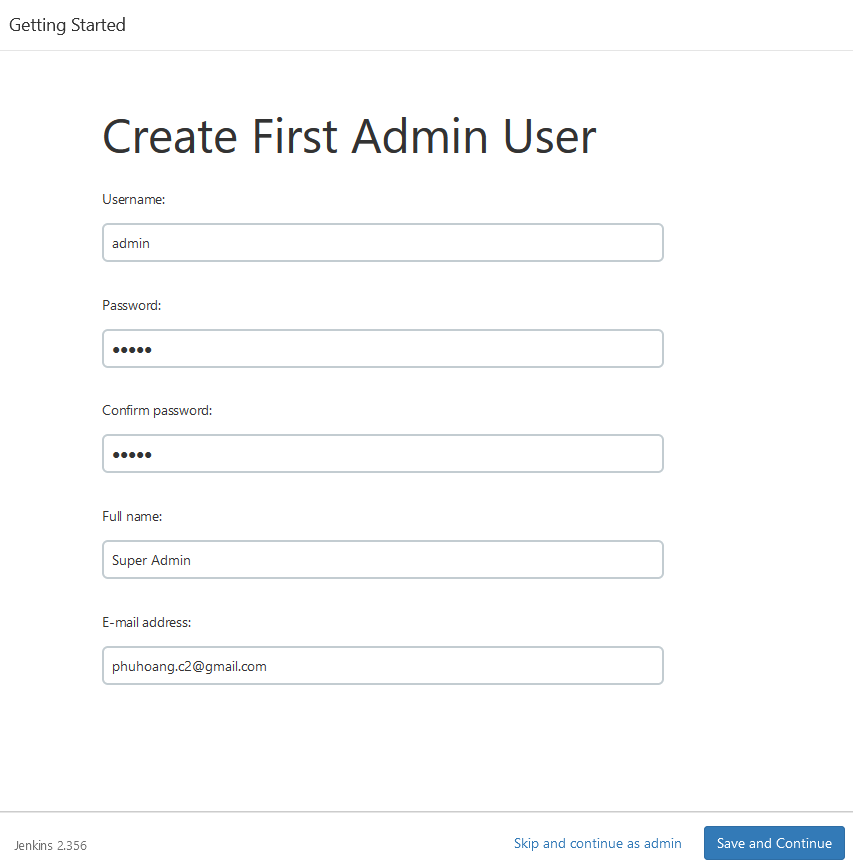 Getting Started
Create First Admin User
Username:
admin
Password:
•••••
Confirm password:
•••••
Full name:
Super Admin
E-mail address:
phuhoang.c2@gmail.com
Jenkins 2.356
Skip and continue as admin
Save and Continue